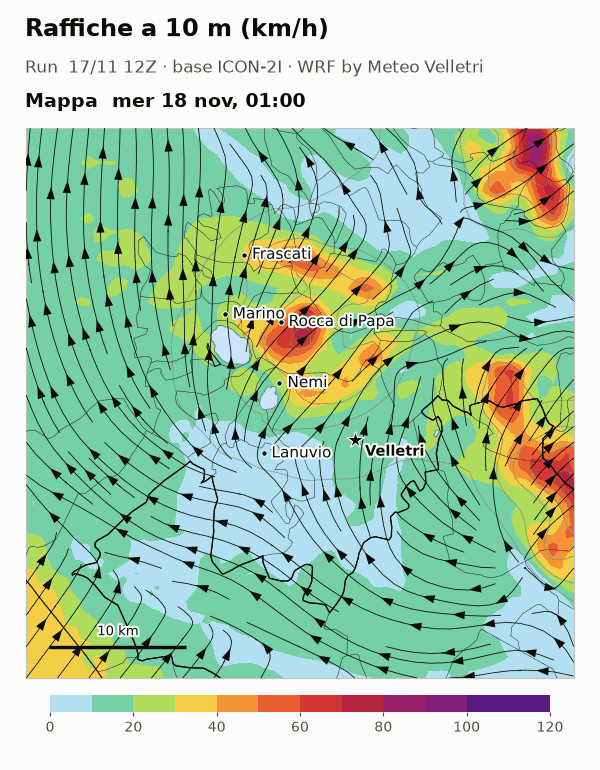 Raffiche a 10 m (km/h)
Run  17/11 12Z · base ICON-2I · WRF by Meteo Velletri
Mappa  mer 18 nov, 01:00
Frascati
Marino
Rocca di Papa
Nemi
Velletri
Lanuvio
10 km
0 20 40 60 80 100 120